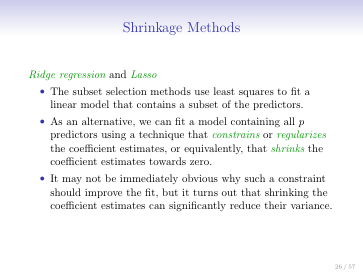 Shrinkage Methods
Ridge regression and Lasso
• The subset selection methods use least squares to fit a
linear model that contains a subset of the predictors.
• As an alternative, we can fit a model containing all p
predictors using a technique that constrains or regularizes
the coefficient estimates, or equivalently, that shrinks the
coefficient estimates towards zero.
• It may not be immediately obvious why such a constraint
should improve the fit, but it turns out that shrinking the
coefficient estimates can significantly reduce their variance.
26 / 57